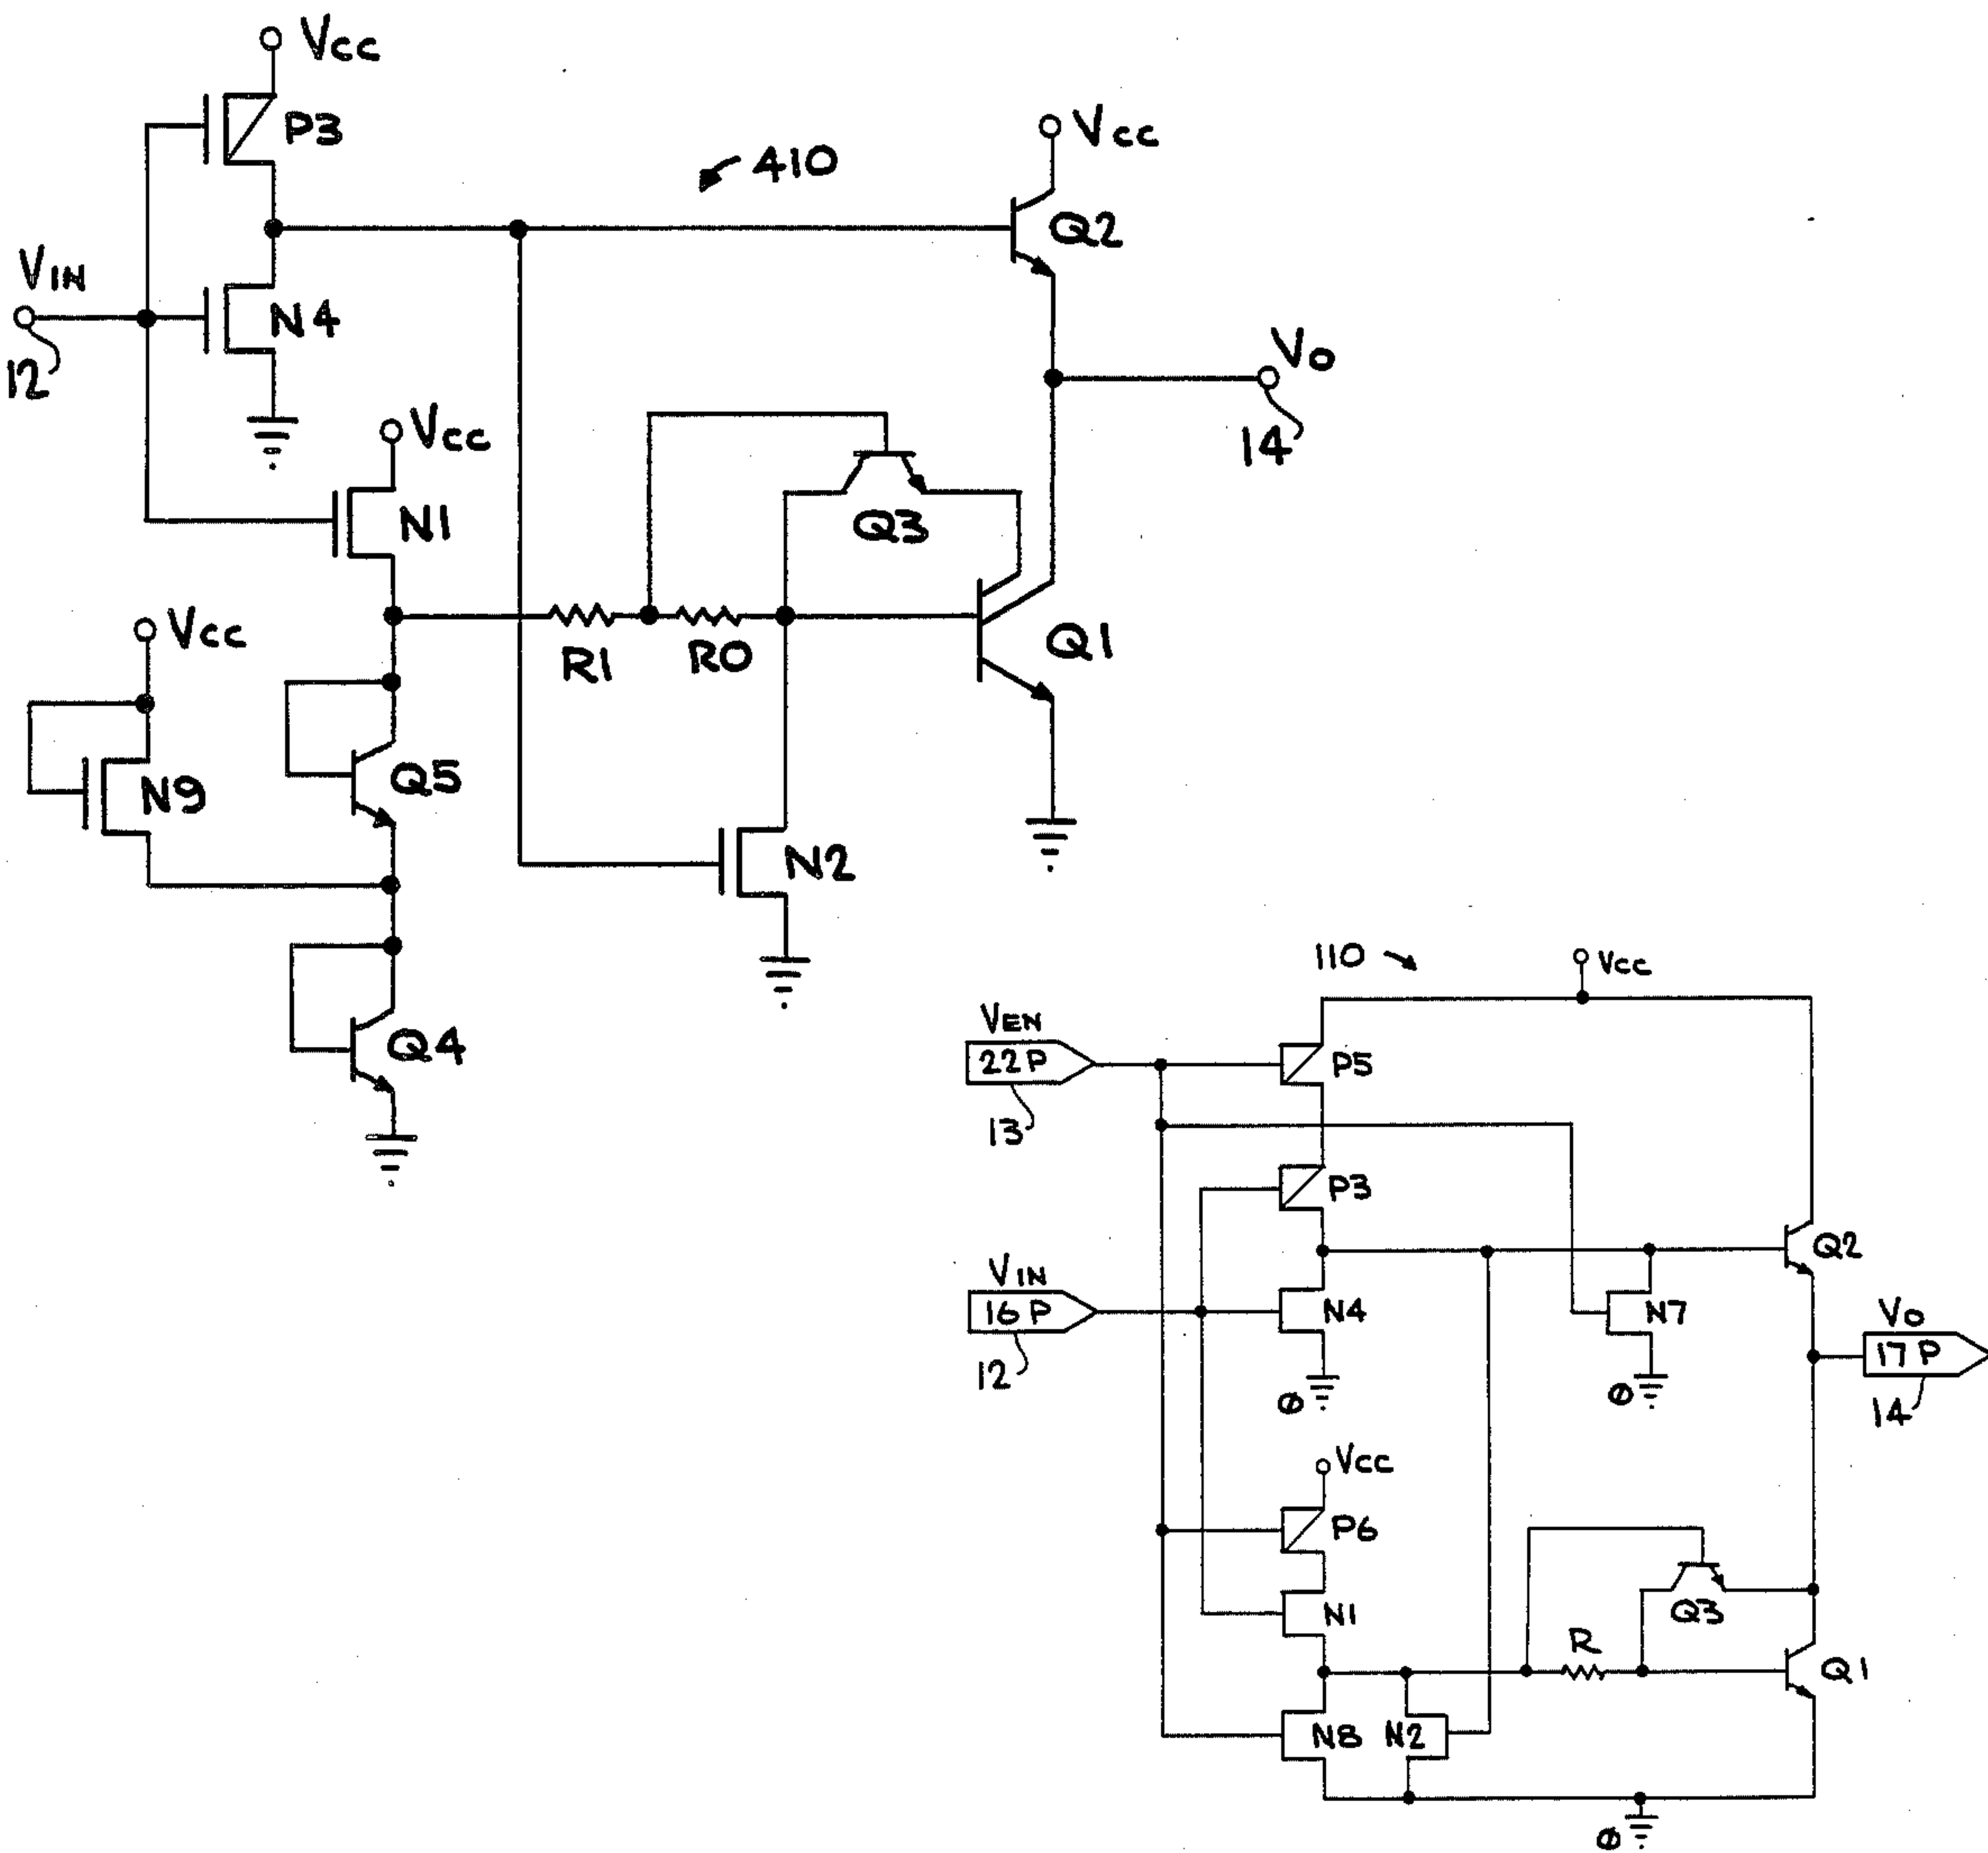 VCC
P3
410
VCC
Q2
VIN
N4
12
VO
14
VCC
N1
Q3
VCC
R1
R0
Q1
N9
Q5
N2
Q4
110
VCC
VEN
22P
13
P5
P3
VIN
16P
12
N4
N7
Q2
VO
17P
14
Ø
Ø
VCC
P6
N1
Q3
R
Q1
N8
N2
Ø